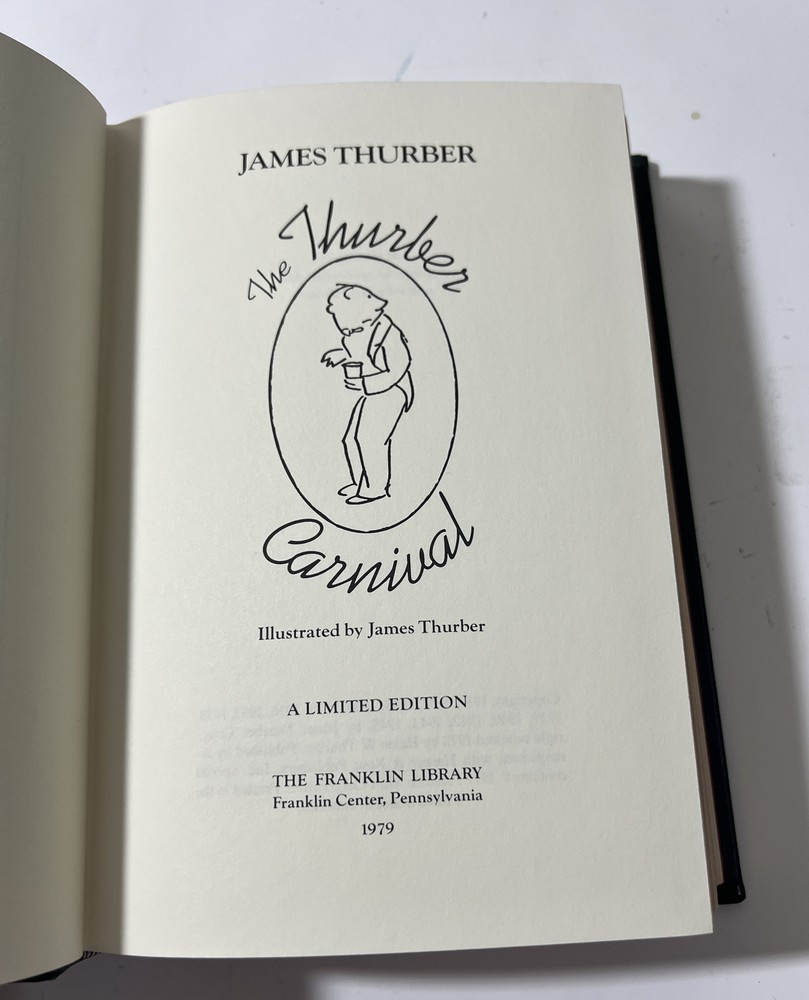 JAMES THURBER
The Thurber
Carnival
Illustrated by James Thurber
A LIMITED EDITION
THE FRANKLIN LIBRARY
Franklin Center, Pennsylvania
1979